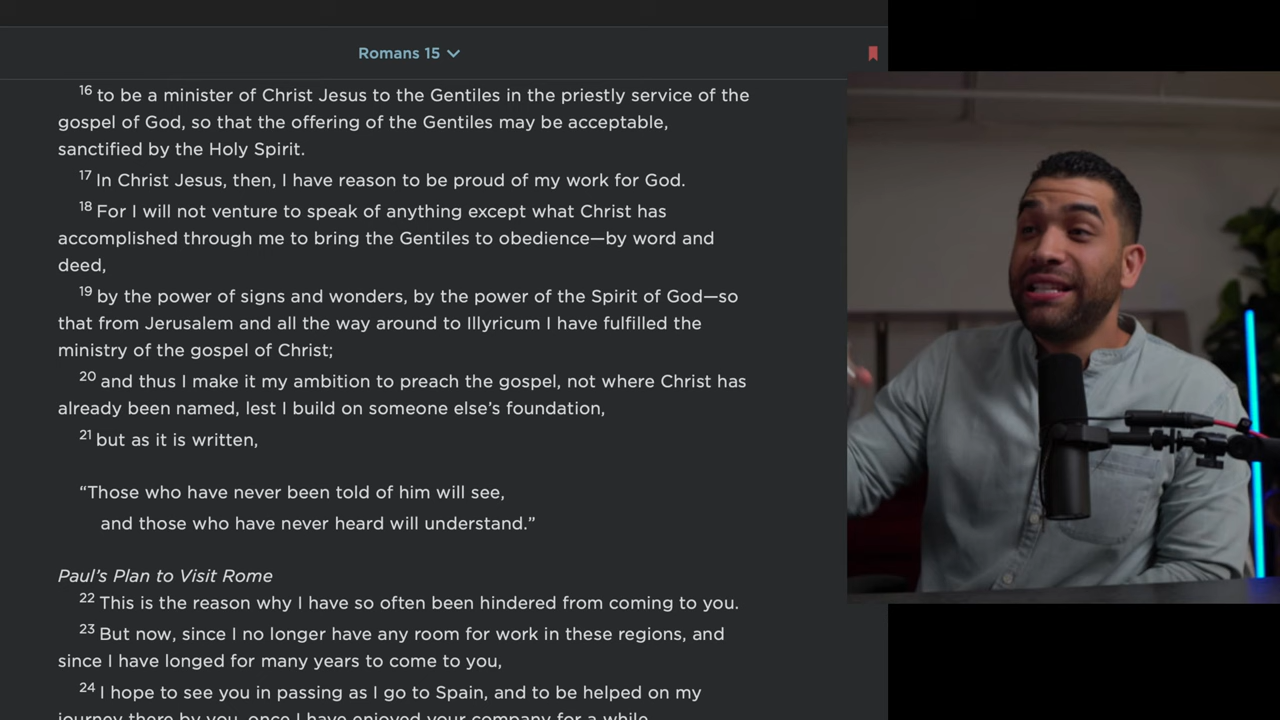 Romans 15
16 to be a minister of Christ Jesus to the Gentiles in the priestly service of the
gospel of God, so that the offering of the Gentiles may be acceptable,
sanctified by the Holy Spirit.
17 In Christ Jesus, then, I have reason to be proud of my work for God.
18 For I will not venture to speak of anything except what Christ has
accomplished through me to bring the Gentiles to obedience—by word and
deed,
19 by the power of signs and wonders, by the power of the Spirit of God—so
that from Jerusalem and all the way around to Illyricum I have fulfilled the
ministry of the gospel of Christ;
20 and thus I make it my ambition to preach the gospel, not where Christ has
already been named, lest I build on someone else’s foundation,
21 but as it is written,
“Those who have never been told of him will see,
and those who have never heard will understand.”
Paul’s Plan to Visit Rome
22 This is the reason why I have so often been hindered from coming to you.
23 But now, since I no longer have any room for work in these regions, and
since I have longed for many years to come to you,
24 I hope to see you in passing as I go to Spain, and to be helped on my
journey there by you, once I have enjoyed your company for a while.